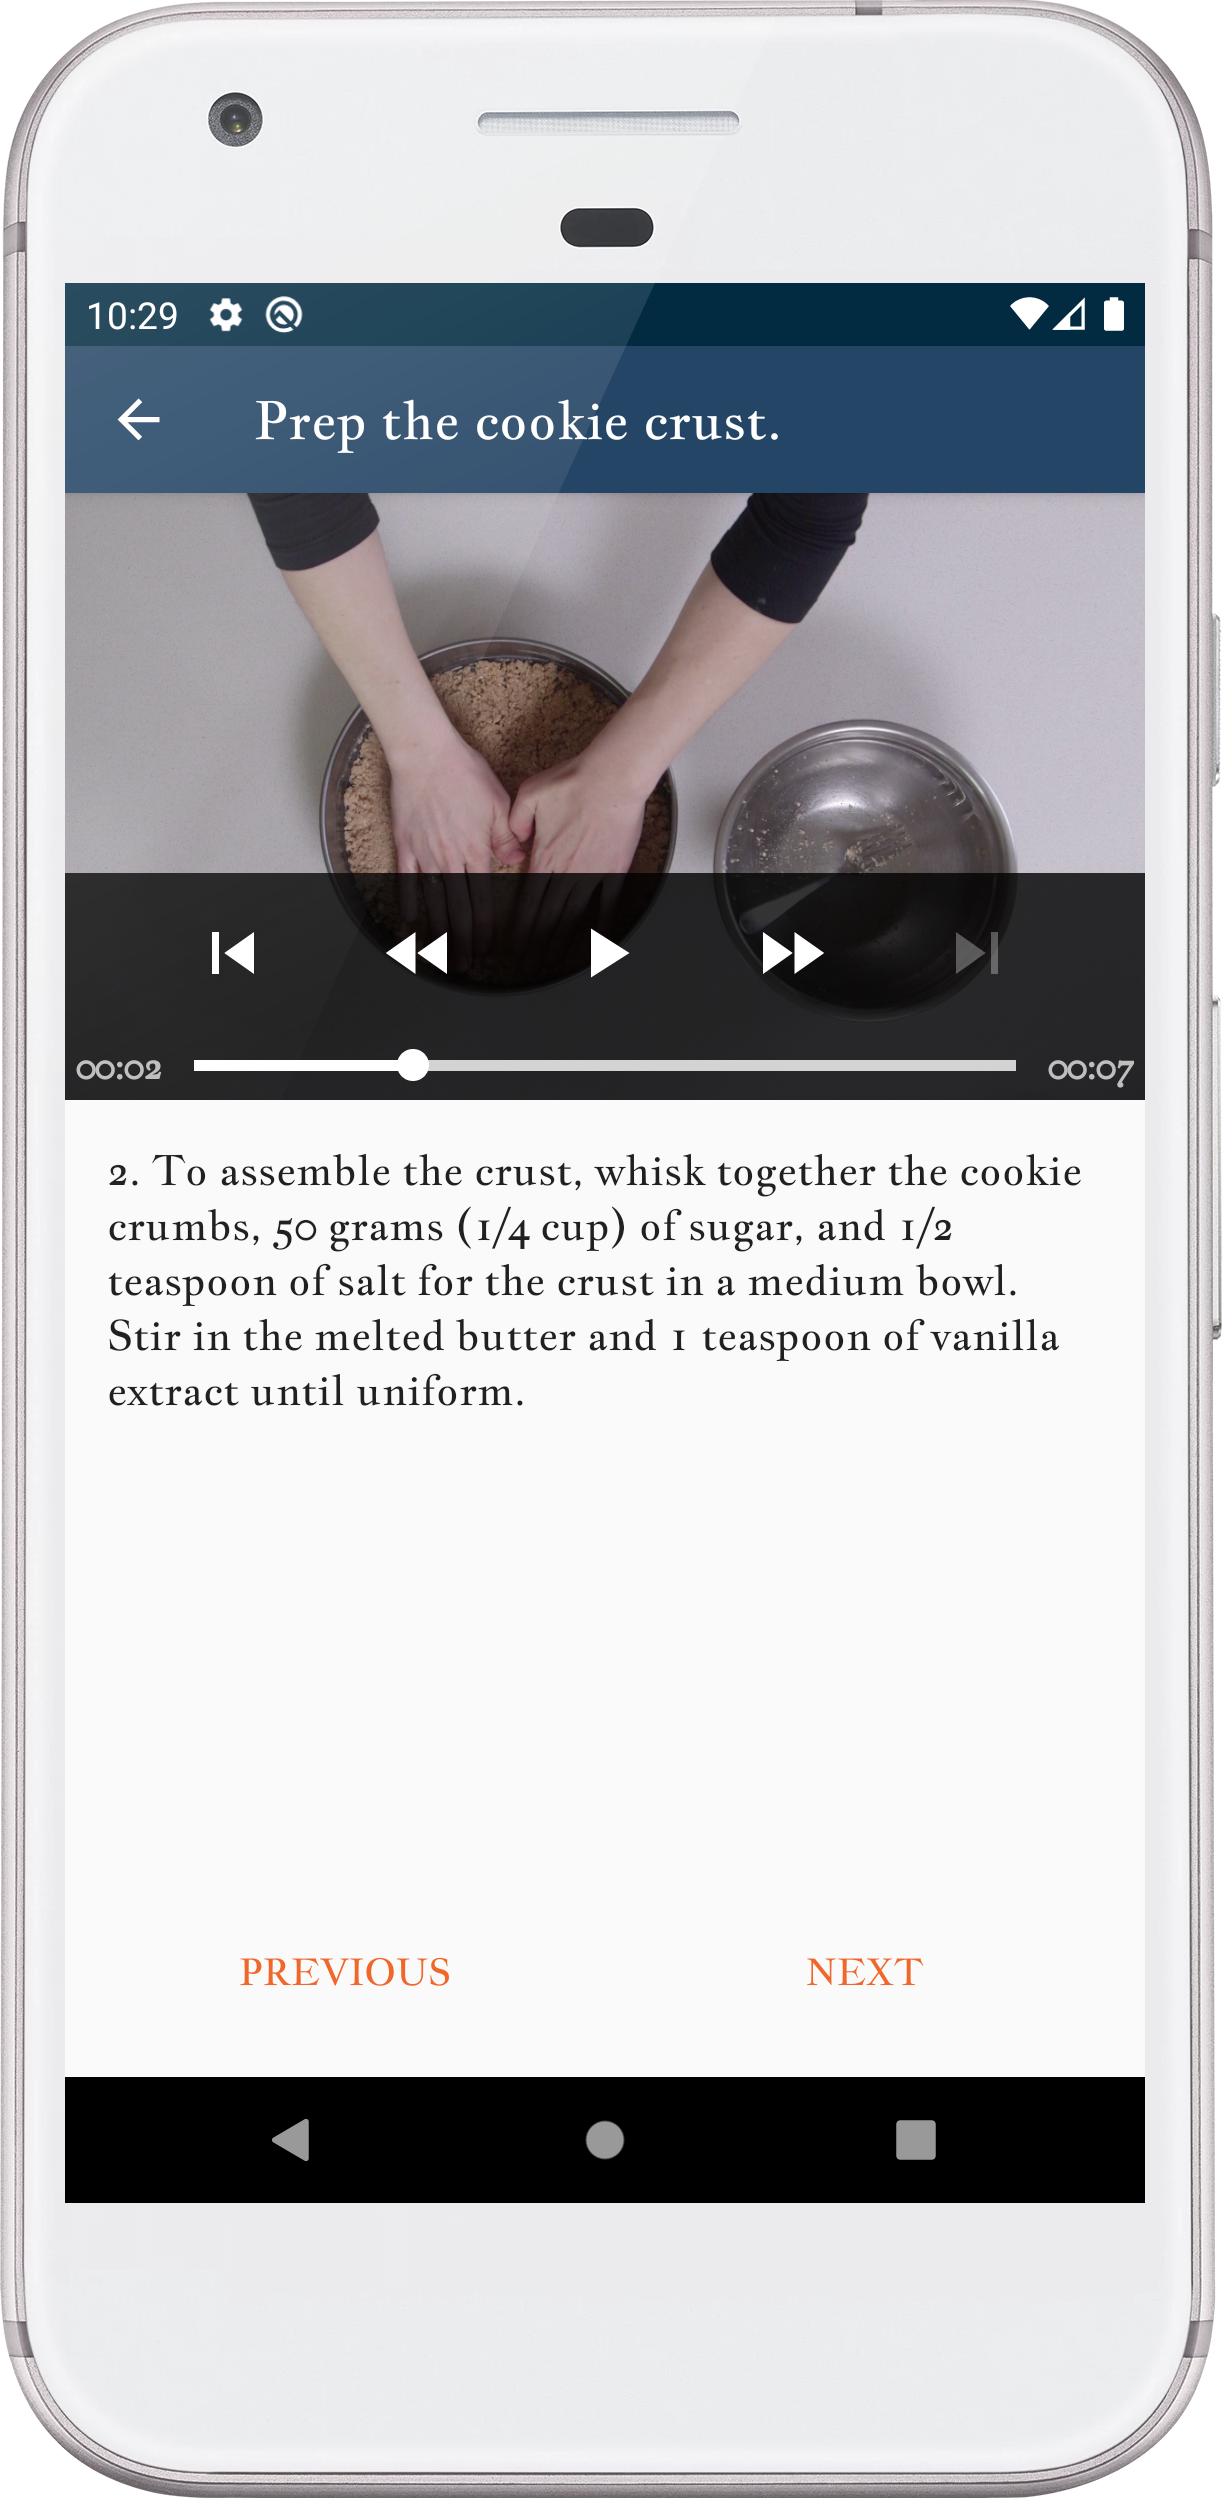 10:29
Prep the cookie crust.
00:02
00:07
2. To assemble the crust, whisk together the cookie
crumbs, 50 grams (1/4 cup) of sugar, and 1/2
teaspoon of salt for the crust in a medium bowl.
Stir in the melted butter and 1 teaspoon of vanilla
extract until uniform.
PREVIOUS
NEXT